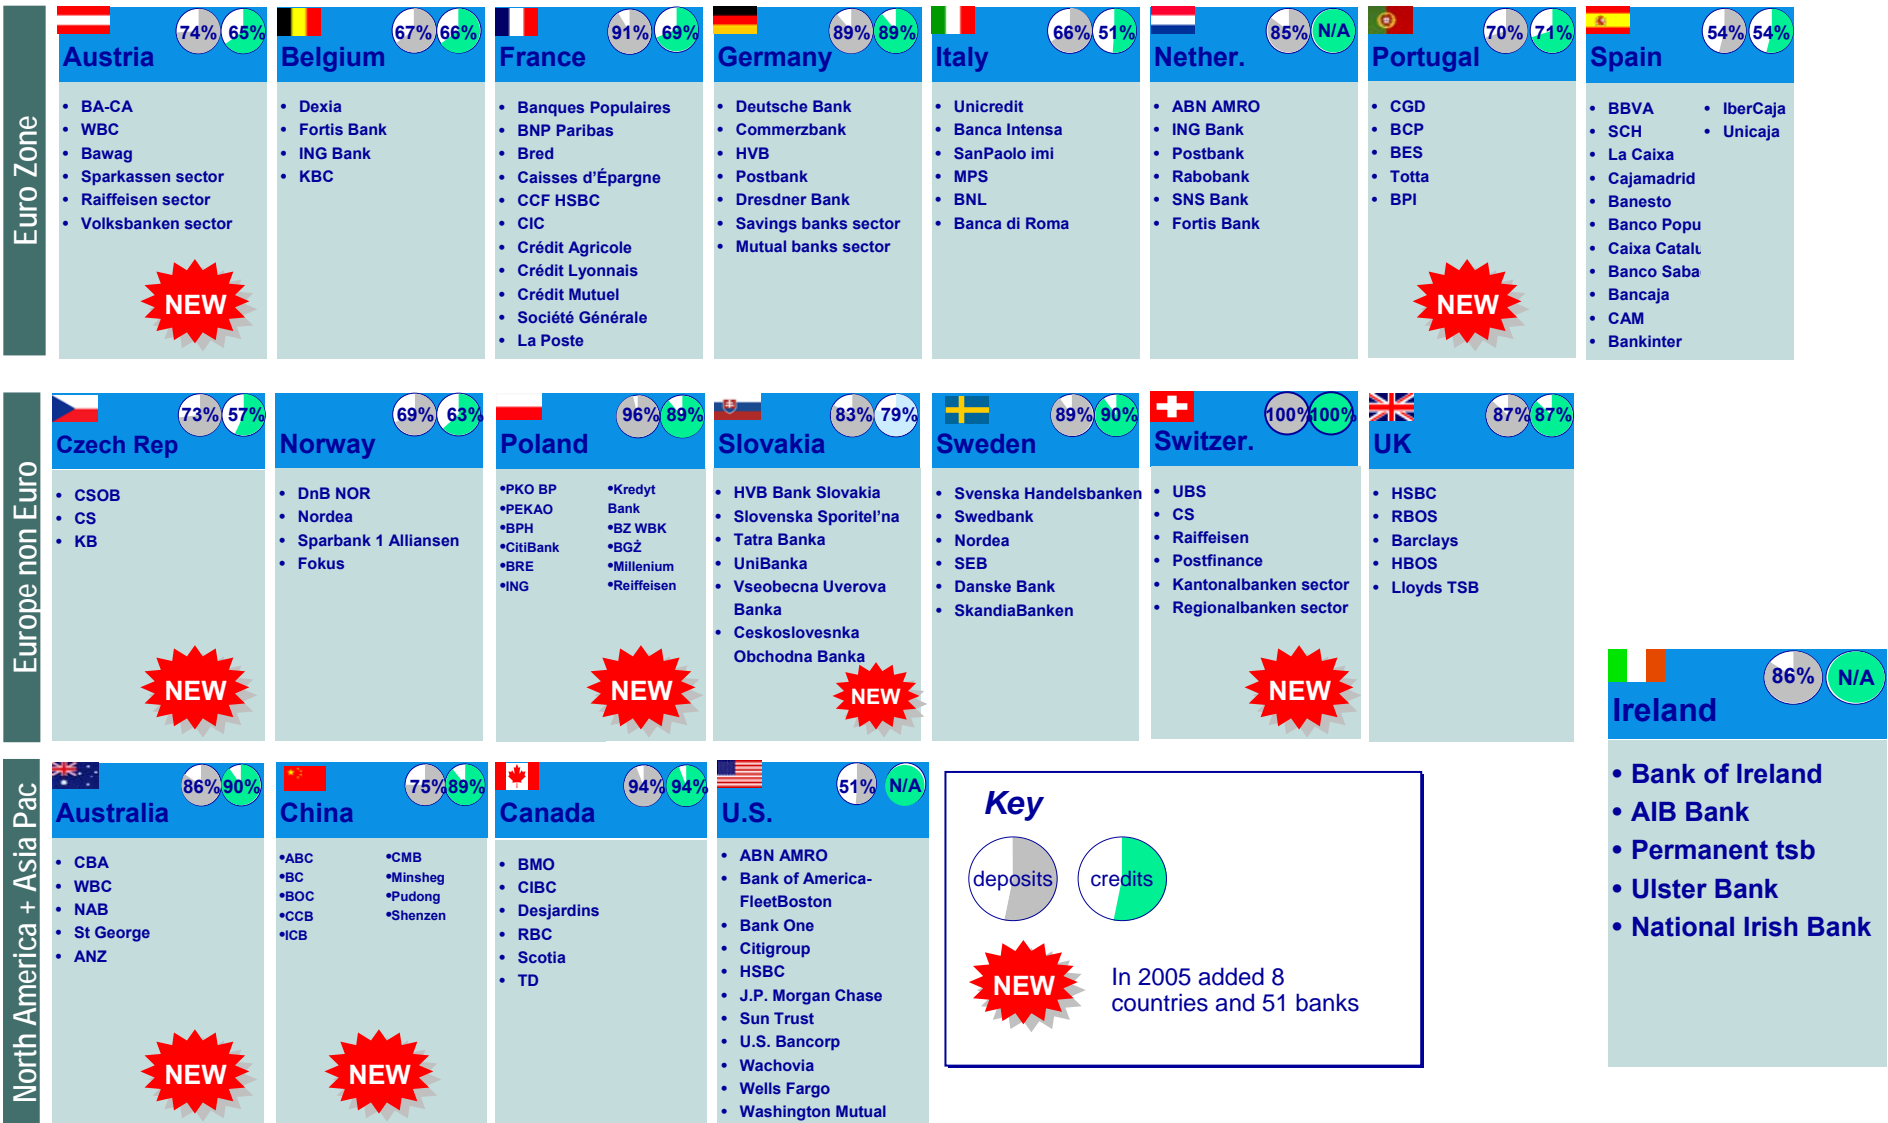 Euro Zone
74% 65%
Austria
• BA-CA
• WBC
• Bawag
• Sparkassen sector
• Raiffeisen sector
• Volksbanken sector
NEW
67% 66%
Belgium
• Dexia
• Fortis Bank
• ING Bank
• KBC
91% 69%
France
• Banques Populaires
• BNP Paribas
• Bred
• Caisses d'Épargne
• CCF HSBC
• CIC
• Crédit Agricole
• Crédit Lyonnais
• Crédit Mutuel
• Société Générale
• La Poste
89% 89%
Germany
• Deutsche Bank
• Commerzbank
• HVB
• Postbank
• Dresdner Bank
• Savings banks sector
• Mutual banks sector
66% 51%
Italy
• Unicredit
• Banca Intensa
• SanPaolo imi
• MPS
• BNL
• Banca di Roma
85% N/A
Nether.
• ABN AMRO
• ING Bank
• Postbank
• Rabobank
• SNS Bank
• Fortis Bank
70% 71%
Portugal
• CGD
• BCP
• BES
• Totta
• BPI
NEW
54% 54%
Spain
• BBVA
• SCH
• La Caixa
• Cajamadrid
• Banesto
• Banco Popu
• Caixa Catalu
• Banco Saba
• Bancaja
• CAM
• Bankinter
• IberCaja
• Unicaja
Europe non Euro
73% 57%
Czech Rep
• CSOB
• CS
• KB
NEW
69% 63%
Norway
• DnB NOR
• Nordea
• Sparbank 1 Alliansen
• Fokus
96% 89%
Poland
•PKO BP
•PEKAO
•BPH
•CitiBank
•BRE
•ING
•Kredyt
Bank
•BZ WBK
•BGŻ
•Millenium
•Reiffeisen
NEW
83% 79%
Slovakia
• HVB Bank Slovakia
• Slovenska Sporitel'na
• Tatra Banka
• UniBanka
• Vseobecna Uverova
Banka
• Ceskoslovesnka
Obchodna Banka
NEW
89% 90%
Sweden
• Svenska Handelsbanken
• Swedbank
• Nordea
• SEB
• Danske Bank
• SkandiaBanken
100% 100%
Switzer.
• UBS
• CS
• Raiffeisen
• Postfinance
• Kantonalbanken sector
• Regionalbanken sector
NEW
87% 87%
UK
• HSBC
• RBOS
• Barclays
• HBOS
• Lloyds TSB
86% N/A
Ireland
• Bank of Ireland
• AIB Bank
• Permanent tsb
• Ulster Bank
• National Irish Bank
North America + Asia Pac
86% 90%
Australia
• CBA
• WBC
• NAB
• St George
• ANZ
NEW
75% 89%
China
•ABC
•BC
•BOC
•CCB
•ICB
•CMB
•Minsheg
•Pudong
•Shenzen
NEW
94% 94%
Canada
• BMO
• CIBC
• Desjardins
• RBC
• Scotia
• TD
51% N/A
U.S.
• ABN AMRO
• Bank of America-
FleetBoston
• Bank One
• Citigroup
• HSBC
• J.P. Morgan Chase
• Sun Trust
• U.S. Bancorp
• Wachovia
• Wells Fargo
• Washington Mutual
Key
deposits credits
NEW
In 2005 added 8
countries and 51 banks